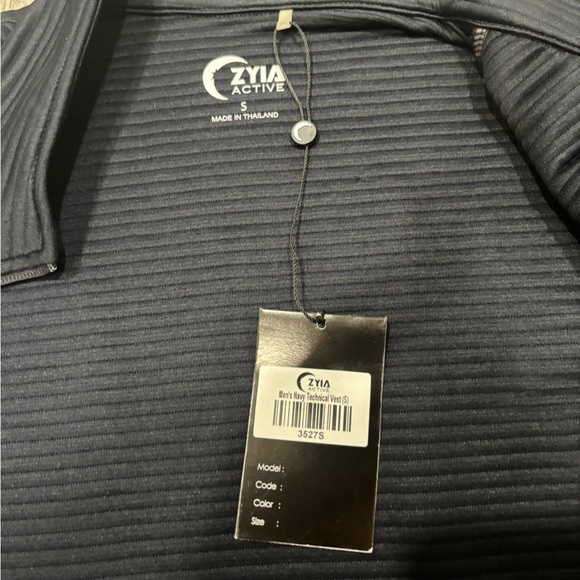 ZYIA
ACTIVE
S
MADE IN THAILAND
ZYIA
ACTIVE
Men's Navy Technical Vest (S)
3527S
Model :
Code :
Color :
Size :